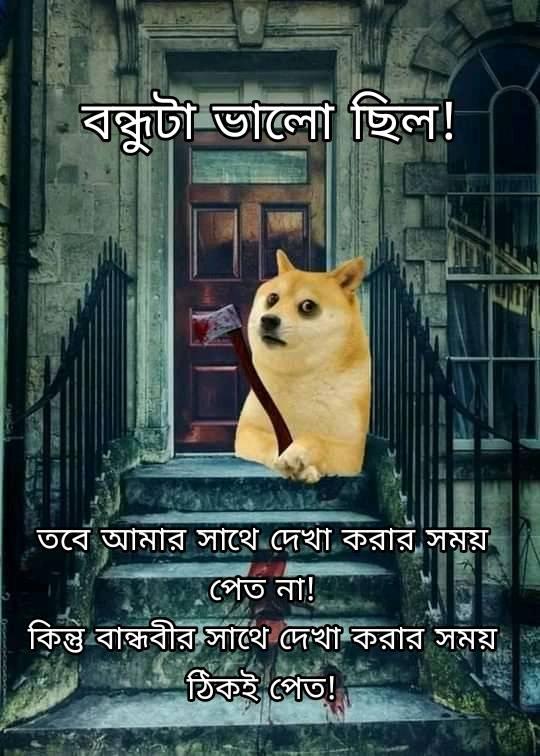 বন্ধুটা ভালো ছিল!
তবে আমার সাথে দেখা করার সময়
পেত না!
কিন্তু বান্ধবীর সাথে দেখা করার সময়
ঠিকই পেত!